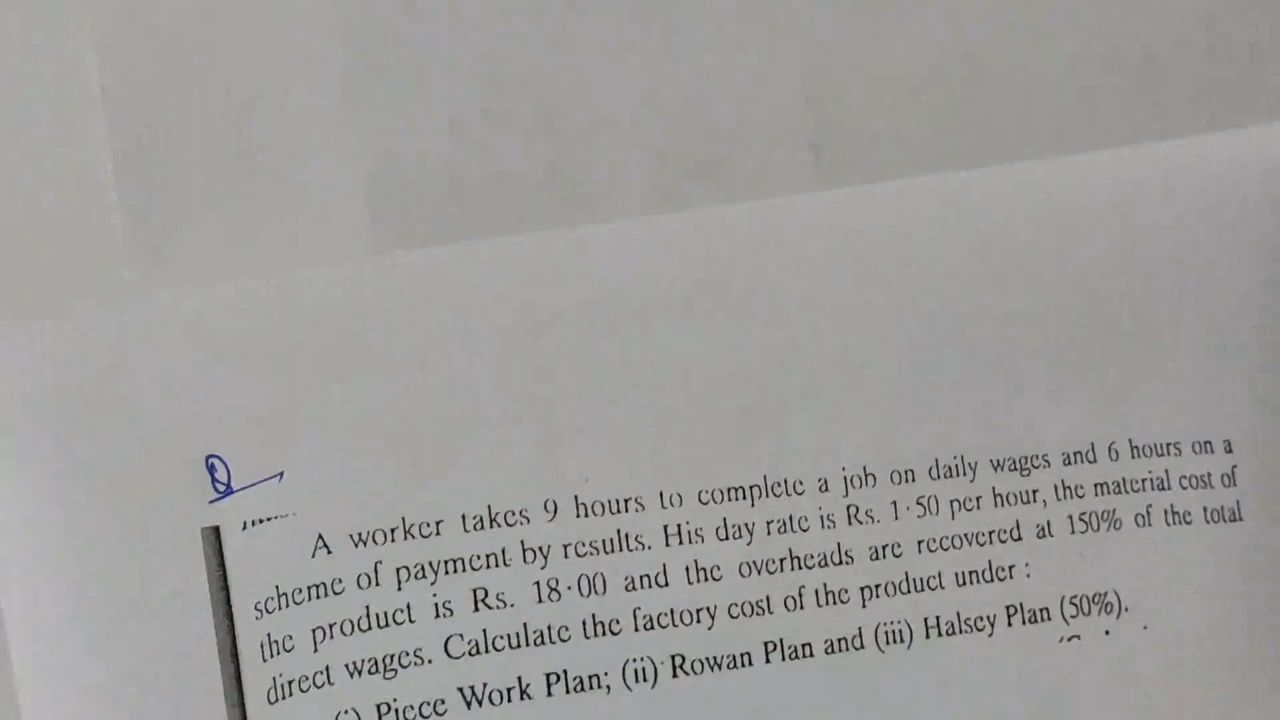 Q
A worker takes 9 hours to complete a job on daily wages and 6 hours on a
scheme of payment by results. His day rate is Rs. 1·50 per hour, the material cost of
the product is Rs. 18·00 and the overheads are recovered at 150% of the total
direct wages. Calculate the factory cost of the product under :
Piece Work Plan; (ii) Rowan Plan and (iii) Halsey Plan (50%).